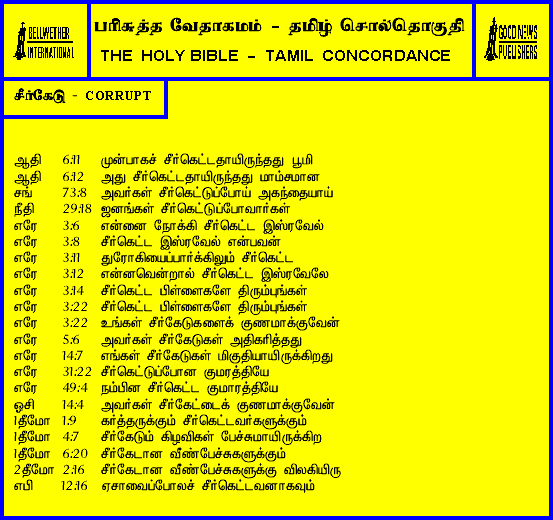 BELLWETHER
INTERNATIONAL
பரிசுத்த வேதாகமம் - தமிழ் சொல்தொகுதி
THE HOLY BIBLE - TAMIL CONCORDANCE
GOOD NEWS
PUBLISHERS
சீர்கேடு - CORRUPT
ஆதி 6:11 முன்பாகச் சீர்கெட்டதாயிருந்தது பூமி
ஆதி 6:12 அது சீர்கெட்டதாயிருந்தது மாம்சமான
சங் 73:8 அவர்கள் சீர்கெட்டுப்போய் அகந்தையாய்
நீதி 29:18 ஜனங்கள் சீர்கெட்டுப்போவார்கள்
எரே 3:6 என்னை நோக்கி சீர்கெட்ட இஸ்ரவேல்
எரே 3:8 சீர்கெட்ட இஸ்ரவேல் என்பவள்
எரே 3:11 துரோகியைப்பார்க்கிலும் சீர்கெட்ட
எரே 3:12 என்னவென்றால் சீர்கெட்ட இஸ்ரவேலே
எரே 3:14 சீர்கெட்ட பிள்ளைகளே திரும்புங்கள்
எரே 3:22 சீர்கெட்ட பிள்ளைகளே திரும்புங்கள்
எரே 3:22 உங்கள் சீர்கேடுகளைக் குணமாக்குவேன்
எரே 5:6 அவர்கள் சீர்கேடுகள் அதிகரித்தது
எரே 14:7 எங்கள் சீர்கேடுகள் மிகுதியாயிருக்கிறது
எரே 31:22 சீர்கெட்டுப்போன குமரத்தியே
எரே 49:4 நம்பின சீர்கெட்ட குமாரத்தியே
ஓசி 14:4 அவர்கள் சீர்கேட்டைக் குணமாக்குவேன்
1தீமோ 1:9 கர்த்தருக்கும் சீர்கெட்டவர்களுக்கும்
1தீமோ 4:7 சீர்கேடும் கிழவிகள் பேச்சுமாயிருக்கிற
1தீமோ 6:20 சீர்கேடான வீண்பேச்சுகளுக்கும்
2தீமோ 2:16 சீர்கேடான வீண்பேச்சுகளுக்கு விலகியிரு
எபி 12:16 ஏசாவைப்போலச் சீர்கெட்டவனாகவும்